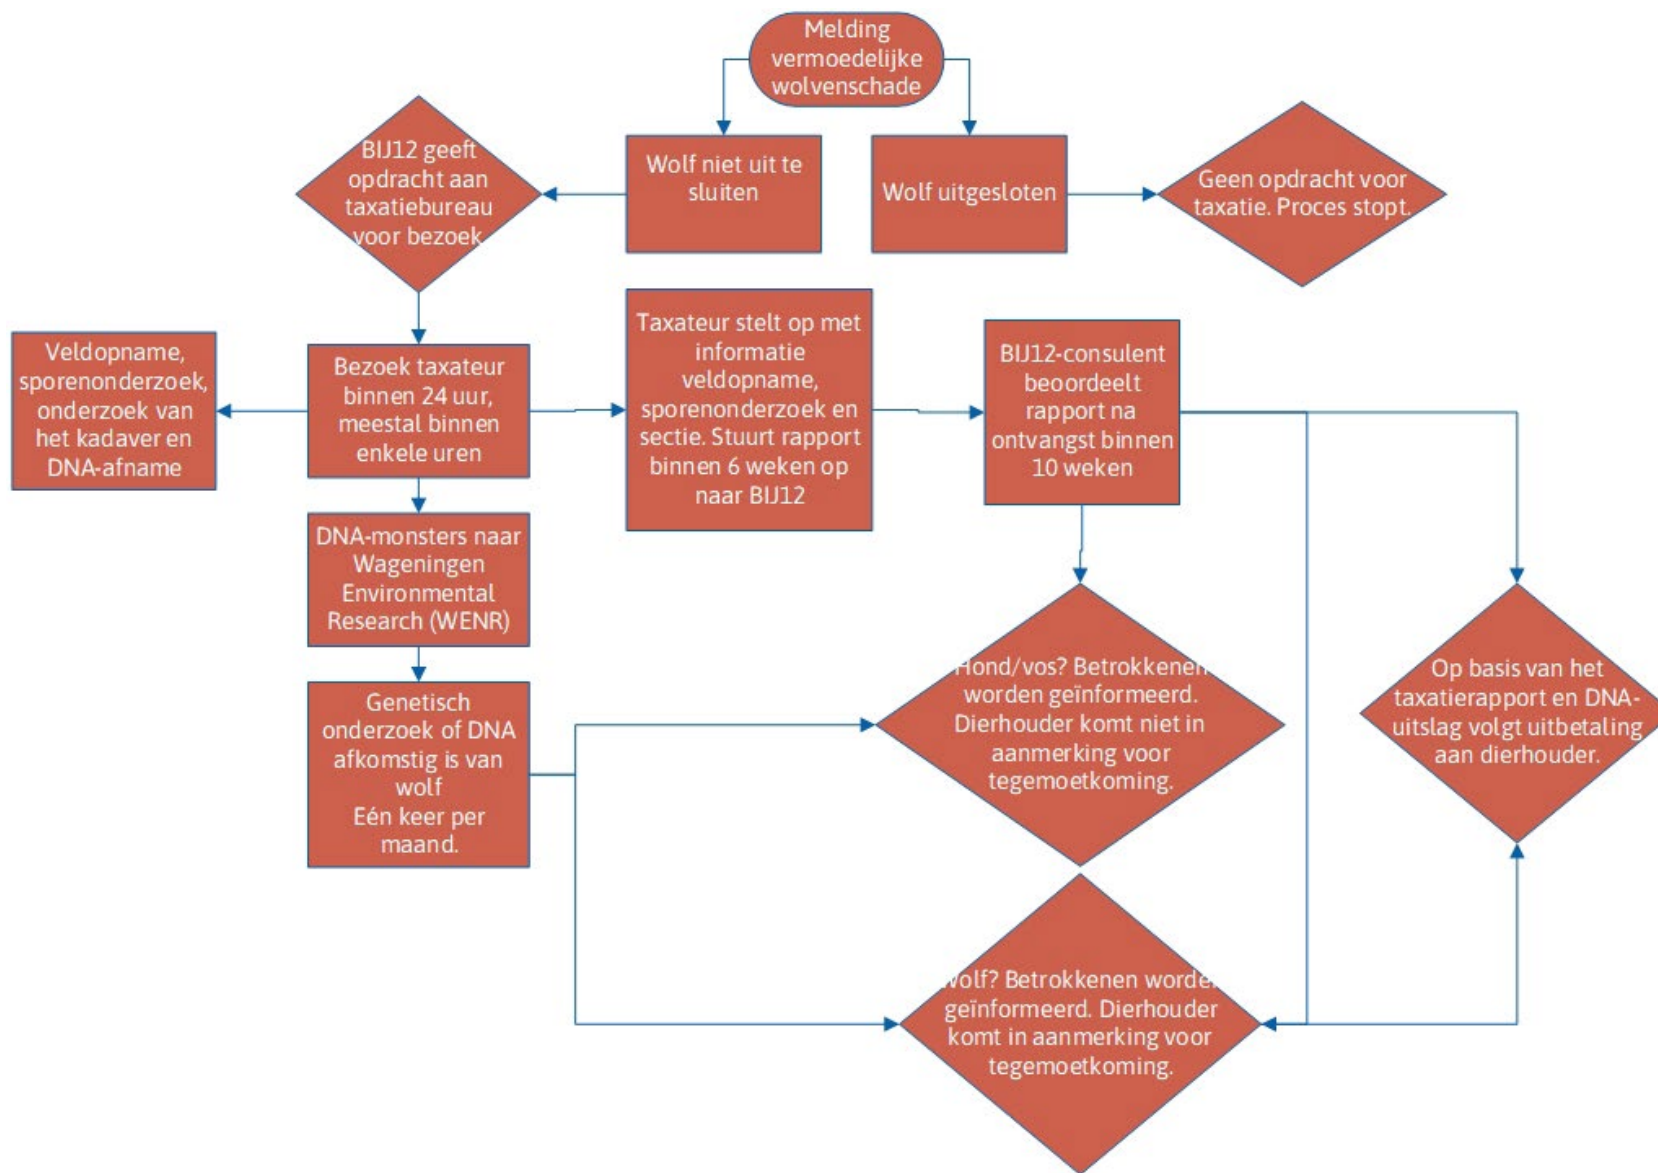 Melding
vermoedelijke
wolvenschade
BIJ12 geeft
opdracht aan
taxatiebureau
voor bezoek
Wolf niet uit te
sluiten
Wolf uitgesloten
Geen opdracht voor
taxatie. Proces stopt.
Veldopname,
sporenonderzoek,
onderzoek van
het kadaver en
DNA-afname
Bezoek taxateur
binnen 24 uur,
meestal binnen
enkele uren
Taxateur stelt op met
informatie
veldopname,
sporenonderzoek en
sectie. Stuurt rapport
binnen 6 weken op
naar BIJ12
BIJ12-consulent
beoordeelt
rapport na
ontvangst binnen
10 weken
DNA-monsters naar
Wageningen
Environmental
Research (WENR)
Genetisch
onderzoek of DNA
afkomstig is van
wolf
Eén keer per
maand.
Hond/vos? Betrokkenen
worden geïnformeerd.
Dierhouder komt niet in
aanmerking voor
tegemoetkoming.
Op basis van het
taxatierapport en DNA-
uitslag volgt uitbetaling
aan dierhouder.
Wolf? Betrokkenen worden
geïnformeerd. Dierhouder
komt in aanmerking voor
tegemoetkoming.